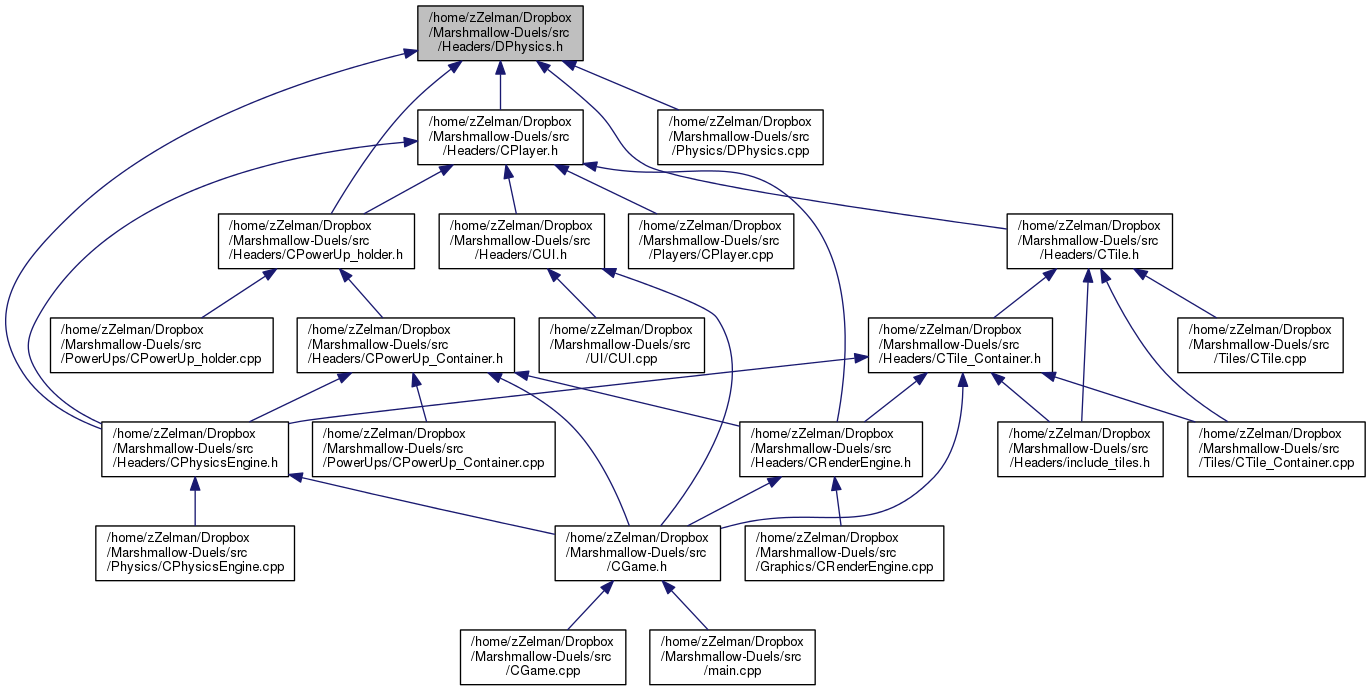 /home/zZelman/Dropbox
/Marshmallow-Duels/src
/Headers/DPhysics.h
/home/zZelman/Dropbox
/Marshmallow-Duels/src
/Headers/CPlayer.h
/home/zZelman/Dropbox
/Marshmallow-Duels/src
/Physics/DPhysics.cpp
/home/zZelman/Dropbox
/Marshmallow-Duels/src
/Headers/CPowerUp_holder.h
/home/zZelman/Dropbox
/Marshmallow-Duels/src
/Headers/CUI.h
/home/zZelman/Dropbox
/Marshmallow-Duels/src
/Players/CPlayer.cpp
/home/zZelman/Dropbox
/Marshmallow-Duels/src
/Headers/CTile.h
/home/zZelman/Dropbox
/Marshmallow-Duels/src
/PowerUps/CPowerUp_holder.cpp
/home/zZelman/Dropbox
/Marshmallow-Duels/src
/Headers/CPowerUp_Container.h
/home/zZelman/Dropbox
/Marshmallow-Duels/src
/UI/CUI.cpp
/home/zZelman/Dropbox
/Marshmallow-Duels/src
/Headers/CTile_Container.h
/home/zZelman/Dropbox
/Marshmallow-Duels/src
/Tiles/CTile.cpp
/home/zZelman/Dropbox
/Marshmallow-Duels/src
/Headers/CPhysicsEngine.h
/home/zZelman/Dropbox
/Marshmallow-Duels/src
/PowerUps/CPowerUp_Container.cpp
/home/zZelman/Dropbox
/Marshmallow-Duels/src
/Headers/CRenderEngine.h
/home/zZelman/Dropbox
/Marshmallow-Duels/src
/Headers/include_tiles.h
/home/zZelman/Dropbox
/Marshmallow-Duels/src
/Tiles/CTile_Container.cpp
/home/zZelman/Dropbox
/Marshmallow-Duels/src
/Physics/CPhysicsEngine.cpp
/home/zZelman/Dropbox
/Marshmallow-Duels/src
/CGame.h
/home/zZelman/Dropbox
/Marshmallow-Duels/src
/Graphics/CRenderEngine.cpp
/home/zZelman/Dropbox
/Marshmallow-Duels/src
/CGame.cpp
/home/zZelman/Dropbox
/Marshmallow-Duels/src
/main.cpp